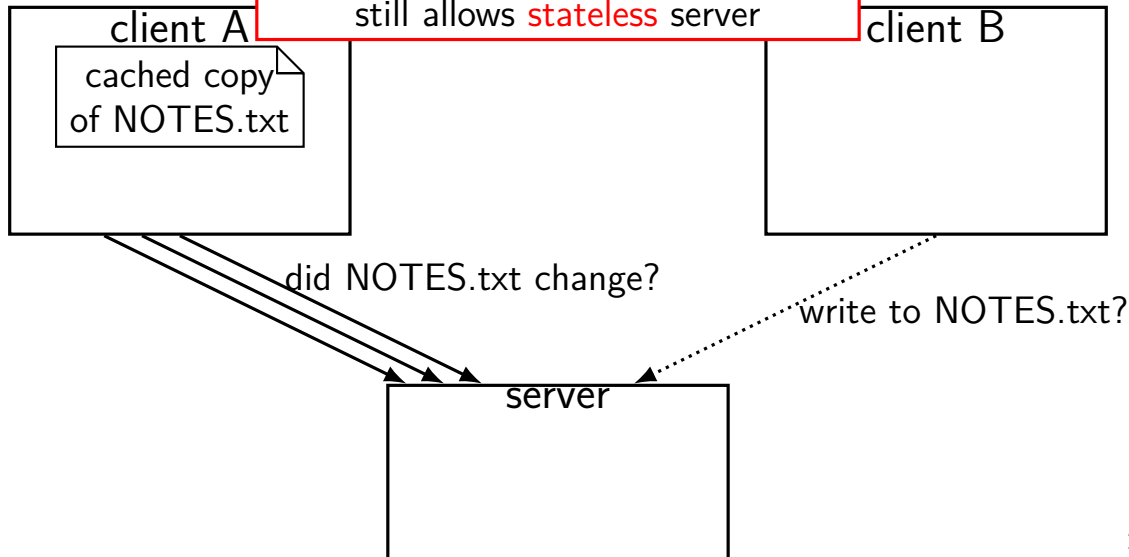 still allows stateless server
client A
client B
cached copy
of NOTES.txt
did NOTES.txt change?
write to NOTES.txt?
server